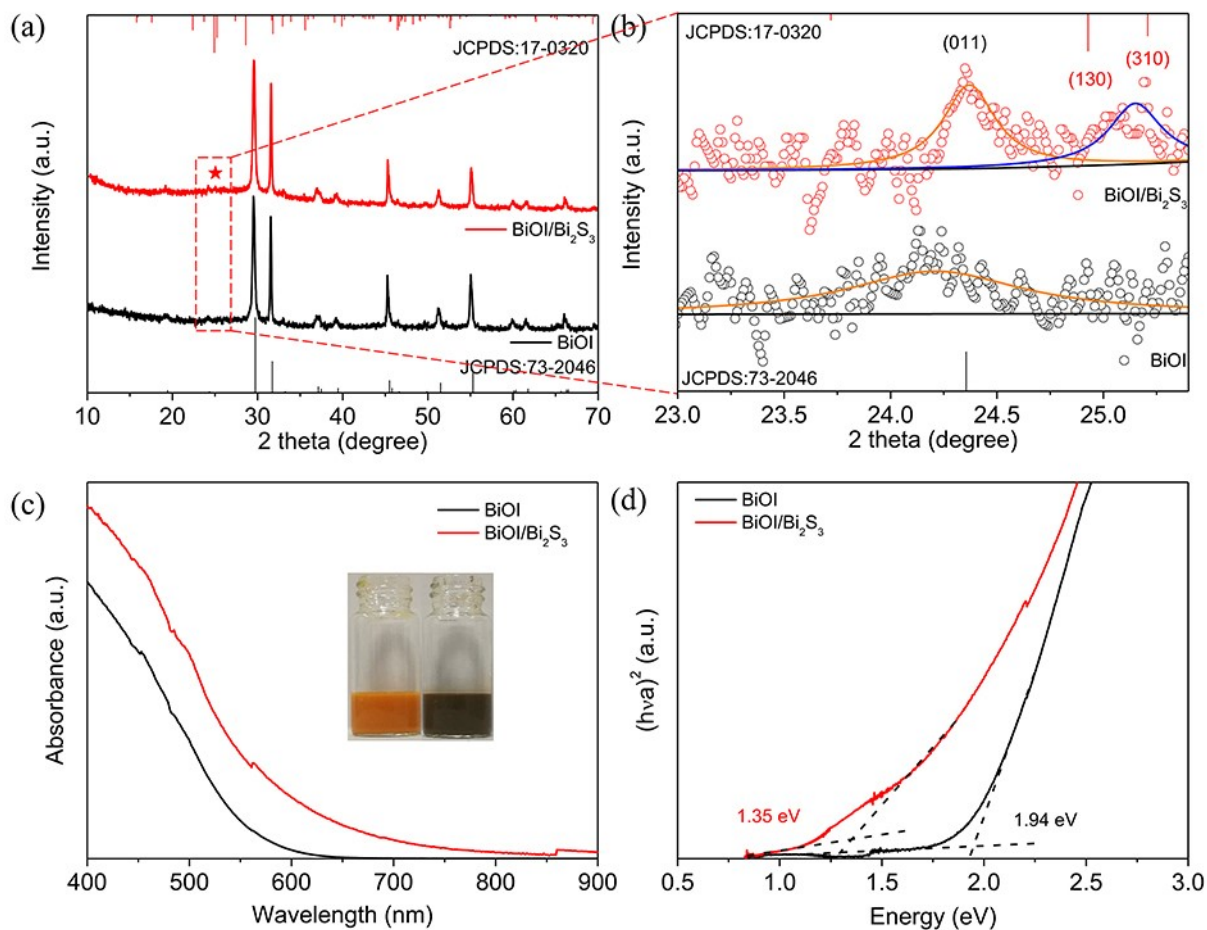 (a)
JCPDS:17-0320
BiOI/Bi₂S₃
BiOI
JCPDS:73-2046
Intensity (a.u.)
10 20 30 40 50 60 70
2 theta (degree)
(b)
JCPDS:17-0320
(011)
(130)
(310)
BiOI/Bi₂S₃
BiOI
JCPDS:73-2046
Intensity (a.u.)
23.0 23.5 24.0 24.5 25.0
2 theta (degree)
(c)
BiOI
BiOI/Bi₂S₃
Absorbance (a.u.)
400 500 600 700 800 900
Wavelength (nm)
(d)
BiOI
BiOI/Bi₂S₃
(hva)² (a.u.)
1.35 eV
1.94 eV
0.5 1.0 1.5 2.0 2.5 3.0
Energy (eV)